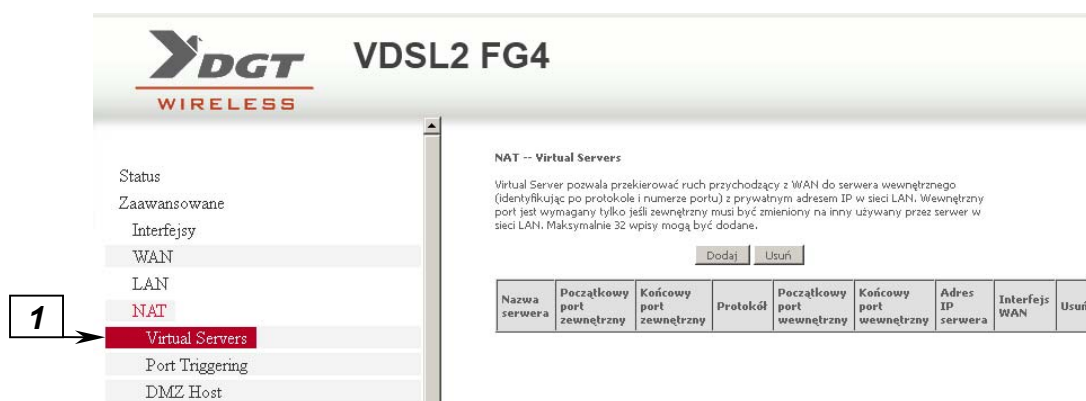 DGT
WIRELESS
VDSL2 FG4
Status
Zaawansowane
Interfejsy
WAN
LAN
NAT
1
Virtual Servers
Port Triggering
DMZ Host
NAT -- Virtual Servers
Virtual Server pozwala przekierować ruch przychodzący z WAN do serwera wewnętrznego
(identyfikując po protokole i numerze portu) z prywatnym adresem IP w sieci LAN. Wewnętrzny
port jest wymagany tylko jeśli zewnętrzny musi być zmieniony na inny używany przez serwer w
sieci LAN. Maksymalnie 32 wpisy mogą być dodane.
Dodaj Usuń
Nazwa serwera
Początkowy port zewnętrzny
Końcowy port zewnętrzny
Protokół
Początkowy port wewnętrzny
Końcowy port wewnętrzny
Adres IP serwera
Interfejs WAN
Usuń